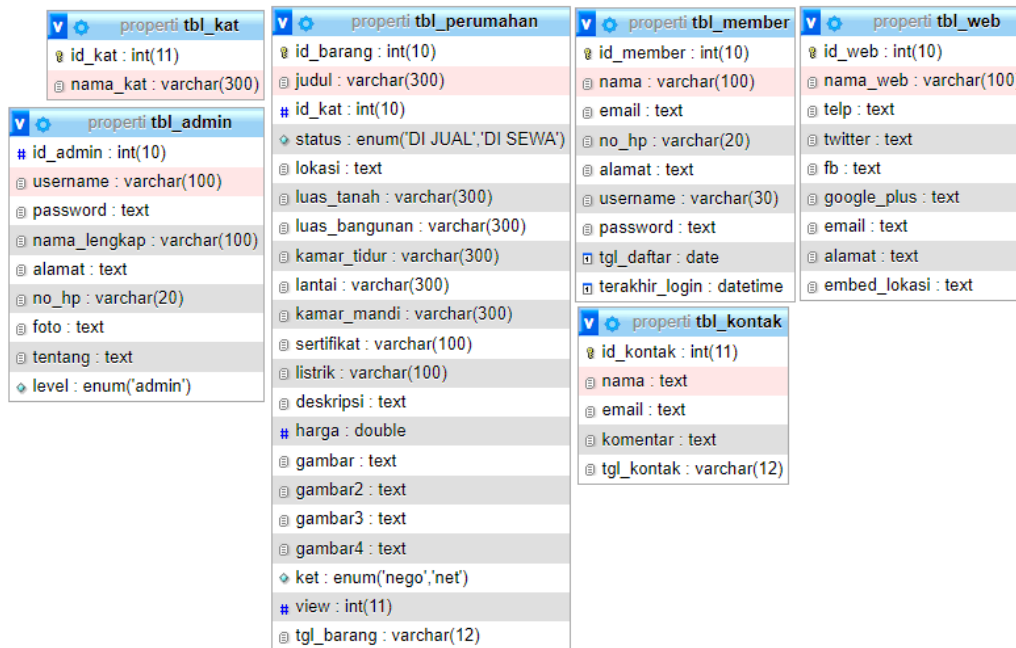 properti tbl_kat
id_kat : int(11)
nama_kat : varchar(300)
properti tbl_admin
id_admin : int(10)
username : varchar(100)
password : text
nama_lengkap : varchar(100)
alamat : text
no_hp : varchar(20)
foto : text
tentang : text
level : enum('admin')
properti tbl_perumahan
id_barang : int(10)
judul : varchar(300)
id_kat : int(10)
status : enum('DI JUAL','DI SEWA')
lokasi : text
luas_tanah : varchar(300)
luas_bangunan : varchar(300)
kamar_tidur : varchar(300)
lantai : varchar(300)
kamar_mandi : varchar(300)
sertifikat : varchar(100)
listrik : varchar(100)
deskripsi : text
harga : double
gambar : text
gambar2 : text
gambar3 : text
gambar4 : text
ket : enum('nego','net')
view : int(11)
tgl_barang : varchar(12)
properti tbl_member
id_member : int(10)
nama : varchar(100)
email : text
no_hp : varchar(20)
alamat : text
username : varchar(30)
password : text
tgl_daftar : date
terakhir_login : datetime
properti tbl_kontak
id_kontak : int(11)
nama : text
email : text
komentar : text
tgl_kontak : varchar(12)
properti tbl_web
id_web : int(10)
nama_web : varchar(100)
telp : text
twitter : text
fb : text
google_plus : text
email : text
alamat : text
embed_lokasi : text